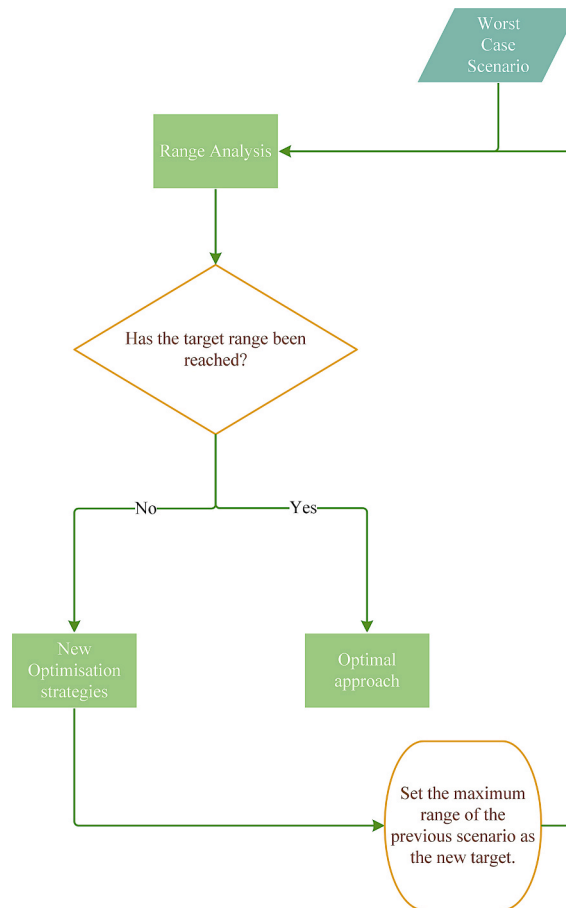 Worst
Case
Scenario
Range Analysis
Has the target range been
reached?
No
Yes
New
Optimisation
strategies
Optimal
approach
Set the maximum
range of the
previous scenario as
the new target.